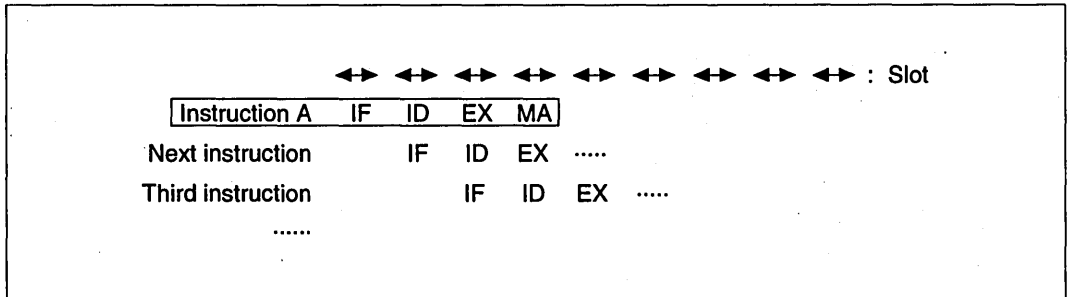 : Slot
Instruction A IF ID EX MA
Next instruction IF ID EX .....
Third instruction IF ID EX .....
......